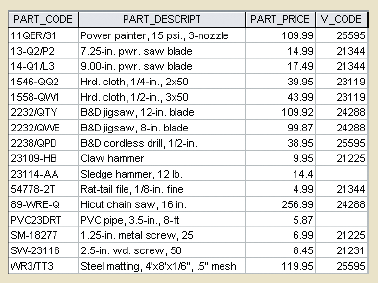 PART_CODE PART_DESCRIPT PART_PRICE V_CODE
11QER/31 Power painter, 15 psi., 3-nozzle 109.99 25595
13-Q2/P2 7.25-in. pwr. saw blade 14.99 21344
14-Q1/L3 9.00-in. pwr. saw blade 17.49 21344
1546-QQ2 Hrd. cloth, 1/4-in., 2x50 39.95 23119
1558-QW1 Hrd. cloth, 1/2-in., 3x50 43.99 23119
2232/QTY B&D jigsaw, 12-in. blade 109.92 24288
2232/QWE B&D jigsaw, 8-in. blade 99.87 24288
2238/QPD B&D cordless drill, 1/2-in. 38.95 25595
23109-HB Claw hammer 9.95 21225
23114-AA Sledge hammer, 12 lb. 14.4
54778-2T Rat-tail file, 1/8-in. fine 4.99 21344
89-WRE-Q Hicut chain saw, 16 in. 256.99 24288
PVC23DRT PVC pipe, 3.5-in., 8-ft 5.87
SM-18277 1.25-in. metal screw, 25 6.99 21225
SW-23116 2.5-in. wd. screw, 50 8.45 21231
WR3/TT3 Steel matting, 4'x8'x1/6", .5" mesh 119.95 25595